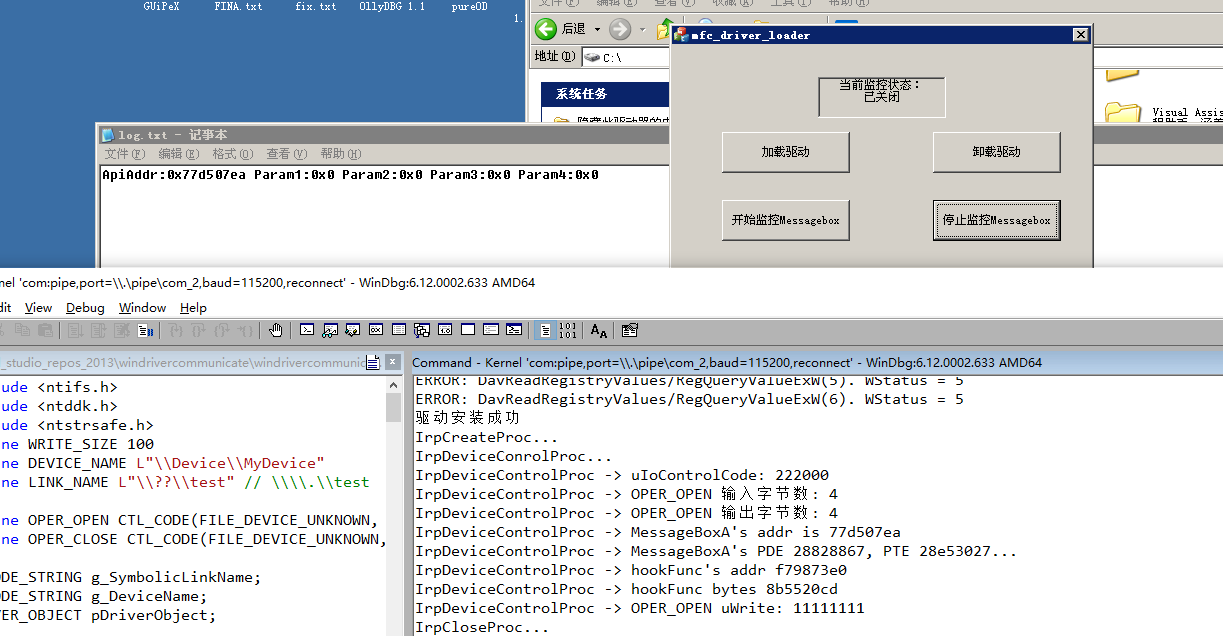 GUiPeX FINA.txt fix.txt OllyDBG 1.1 pureOD
1.
文件(F) 编辑(E) 查看(V) 收藏(A) 工具(T) 帮助(H)
后退
地址(D) C:\
系统任务
隐藏此驱动器的内
Visual Assis
mfc_driver_loader
当前监控状态：
已关闭
加载驱动 卸载驱动
开始监控Messagebox 停止监控Messagebox
log.txt - 记事本
文件(F) 编辑(E) 格式(O) 查看(V) 帮助(H)
ApiAddr:0x77d507ea Param1:0x0 Param2:0x0 Param3:0x0 Param4:0x0
nel 'com:pipe,port=\\.\pipe\com_2,baud=115200,reconnect' - WinDbg:6.12.0002.633 AMD64
dit View Debug Window Help
_studio_repos_2013\windrivercommunicate\windrivercommunic
ude <ntifs.h>
ude <ntddk.h>
ude <ntstrsafe.h>
ne WRITE_SIZE 100
ne DEVICE_NAME L"\\Device\\MyDevice"
ne LINK_NAME L"\\??\\test" // \\\\.\\test
ne OPER_OPEN CTL_CODE(FILE_DEVICE_UNKNOWN,
ne OPER_CLOSE CTL_CODE(FILE_DEVICE_UNKNOWN,
DE_STRING g_SymbolicLinkName;
DE_STRING g_DeviceName;
VER_OBJECT pDriverObject;
Command - Kernel 'com:pipe,port=\\.\pipe\com_2,baud=115200,reconnect' - WinDbg:6.12.0002.633 AMD64
ERROR: DavReadRegistryValues/RegQueryValueExW(5). WStatus = 5
ERROR: DavReadRegistryValues/RegQueryValueExW(6). WStatus = 5
驱动安装成功
IrpCreateProc...
IrpDeviceConrolProc...
IrpDeviceControlProc -> uIoControlCode: 222000
IrpDeviceControlProc -> OPER_OPEN 输入字节数: 4
IrpDeviceControlProc -> OPER_OPEN 输出字节数: 4
IrpDeviceControlProc -> MessageBoxA's addr is 77d507ea
IrpDeviceControlProc -> MessageBoxA's PDE 28828867, PTE 28e53027...
IrpDeviceControlProc -> hookFunc's addr f79873e0
IrpDeviceControlProc -> hookFunc bytes 8b5520cd
IrpDeviceControlProc -> OPER_OPEN uWrite: 11111111
IrpCloseProc...